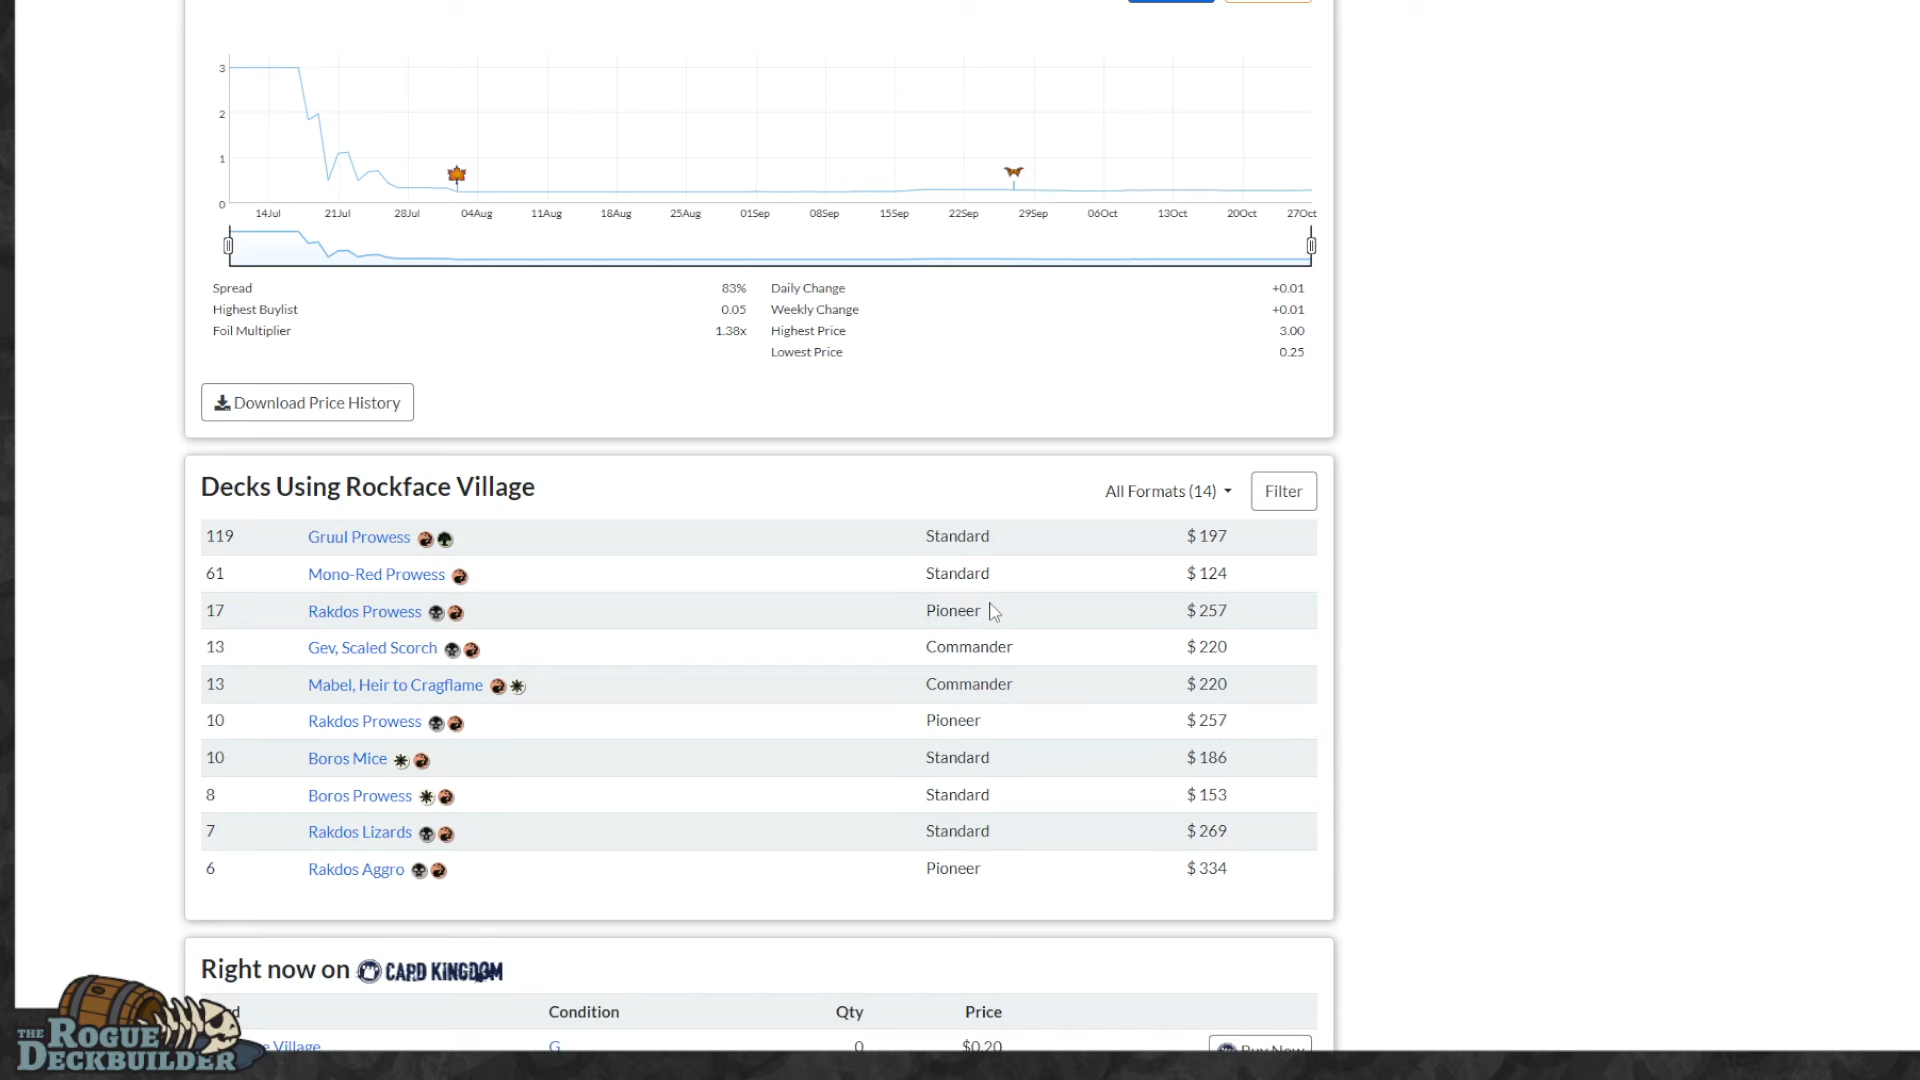 3
2
1
0
14Jul 21Jul 28Jul 04Aug 11Aug 18Aug 25Aug 01Sep 08Sep 15Sep 22Sep 29Sep 06Oct 13Oct 20Oct 27Oct
Spread 83% Daily Change +0.01
Highest Buylist 0.05 Weekly Change +0.01
Foil Multiplier 1.38x Highest Price 3.00
Lowest Price 0.25
Download Price History
Decks Using Rockface Village All Formats (14) Filter
119 Gruul Prowess Standard $ 197
61 Mono-Red Prowess Standard $ 124
17 Rakdos Prowess Pioneer $ 257
13 Gev, Scaled Scorch Commander $ 220
13 Mabel, Heir to Cragflame Commander $ 220
10 Rakdos Prowess Pioneer $ 257
10 Boros Mice Standard $ 186
8 Boros Prowess Standard $ 153
7 Rakdos Lizards Standard $ 269
6 Rakdos Aggro Pioneer $ 334
Right now on CARD KINGDOM
Condition Qty Price
Village G 0 $0.20 Buy Now
THE ROGUE DECKBUILDER